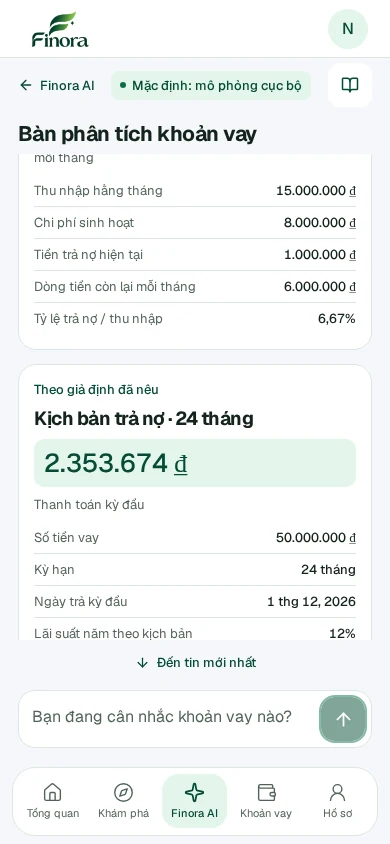 Finora
N
Finora AI
Mặc định: mô phỏng cục bộ
Bàn phân tích khoản vay
mỗi tháng
Thu nhập hằng tháng 15.000.000 ₫
Chi phí sinh hoạt 8.000.000 ₫
Tiền trả nợ hiện tại 1.000.000 ₫
Dòng tiền còn lại mỗi tháng 6.000.000 ₫
Tỷ lệ trả nợ / thu nhập 6,67%
Theo giả định đã nêu
Kịch bản trả nợ · 24 tháng
2.353.674 ₫
Thanh toán kỳ đầu
Số tiền vay 50.000.000 ₫
Kỳ hạn 24 tháng
Ngày trả kỳ đầu 1 thg 12, 2026
Lãi suất năm theo kịch bản 12%
Đến tin mới nhất
Bạn đang cân nhắc khoản vay nào?
Tổng quan Khám phá Finora AI Khoản vay Hồ sơ